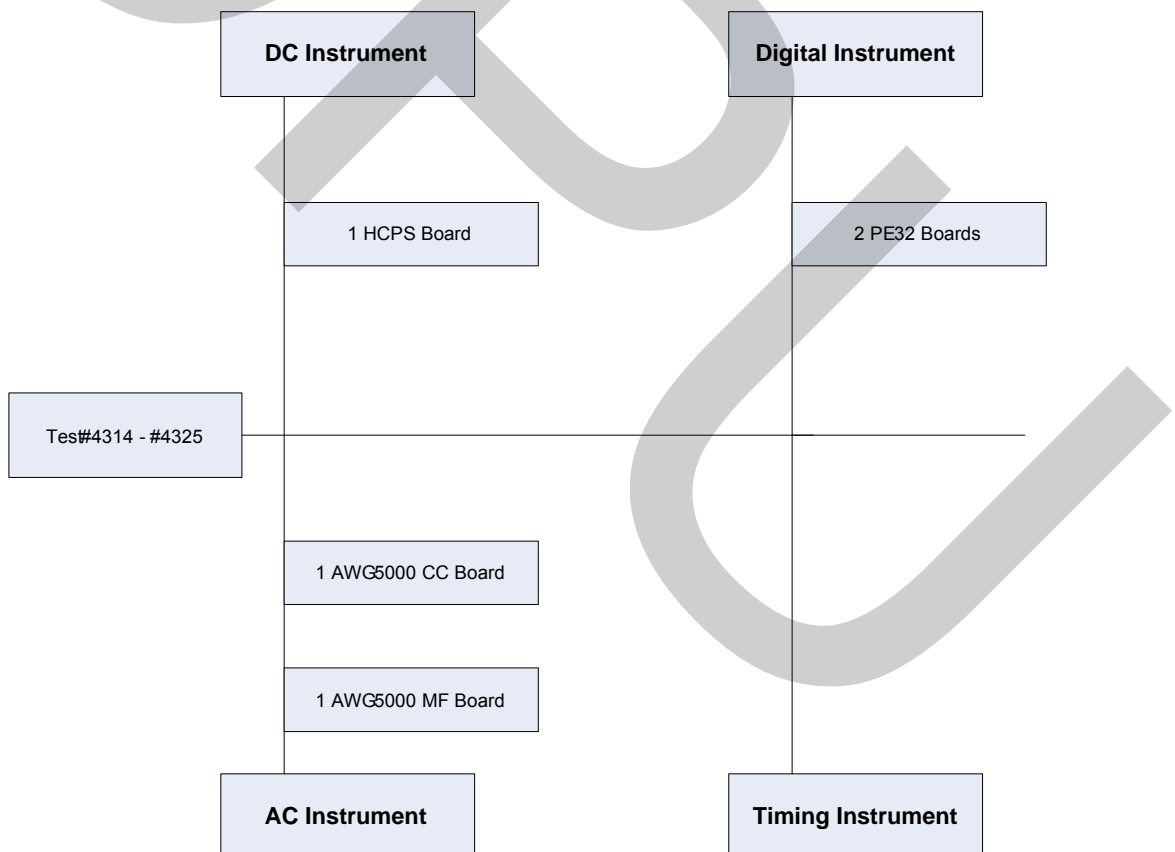 DC Instrument
Digital Instrument
1 HCPS Board
2 PE32 Boards
Test#4314 - #4325
1 AWG5000 CC Board
1 AWG5000 MF Board
AC Instrument
Timing Instrument